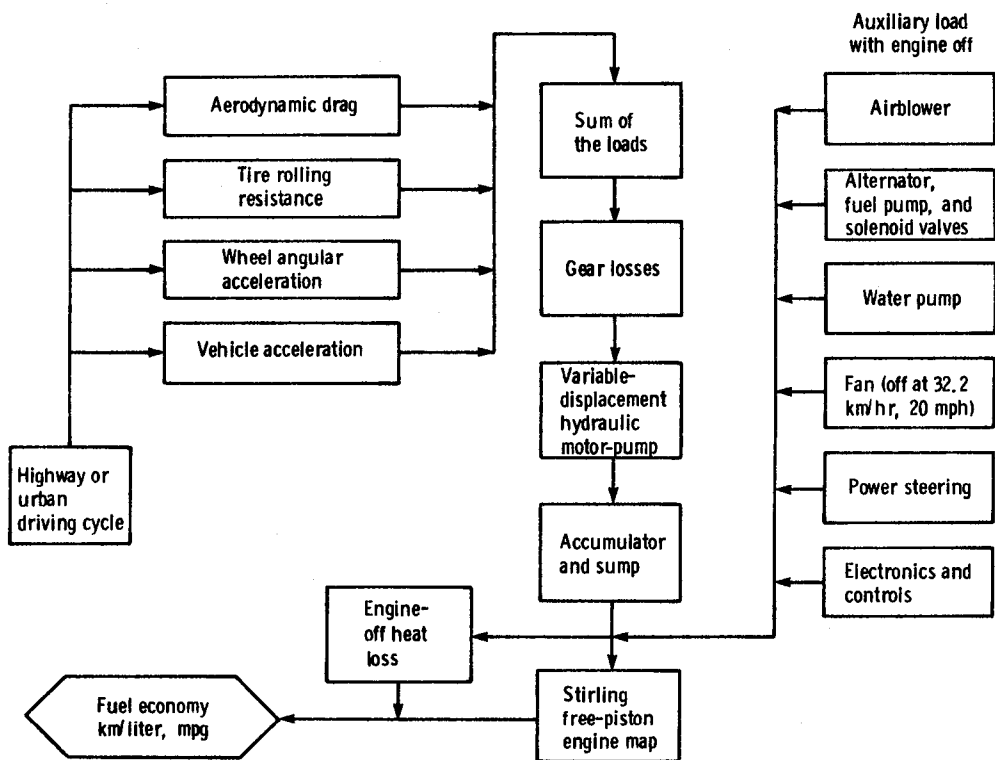 Auxiliary load
with engine off
Aerodynamic drag
Tire rolling
resistance
Wheel angular
acceleration
Vehicle acceleration
Highway or
urban
driving cycle
Sum of
the loads
Gear losses
Variable-
displacement
hydraulic
motor-pump
Accumulator
and sump
Airblower
Alternator,
fuel pump, and
solenoid valves
Water pump
Fan (off at 32.2
km/hr, 20 mph)
Power steering
Electronics and
controls
Engine-
off heat
loss
Stirling
free-piston
engine map
Fuel economy
km/liter, mpg